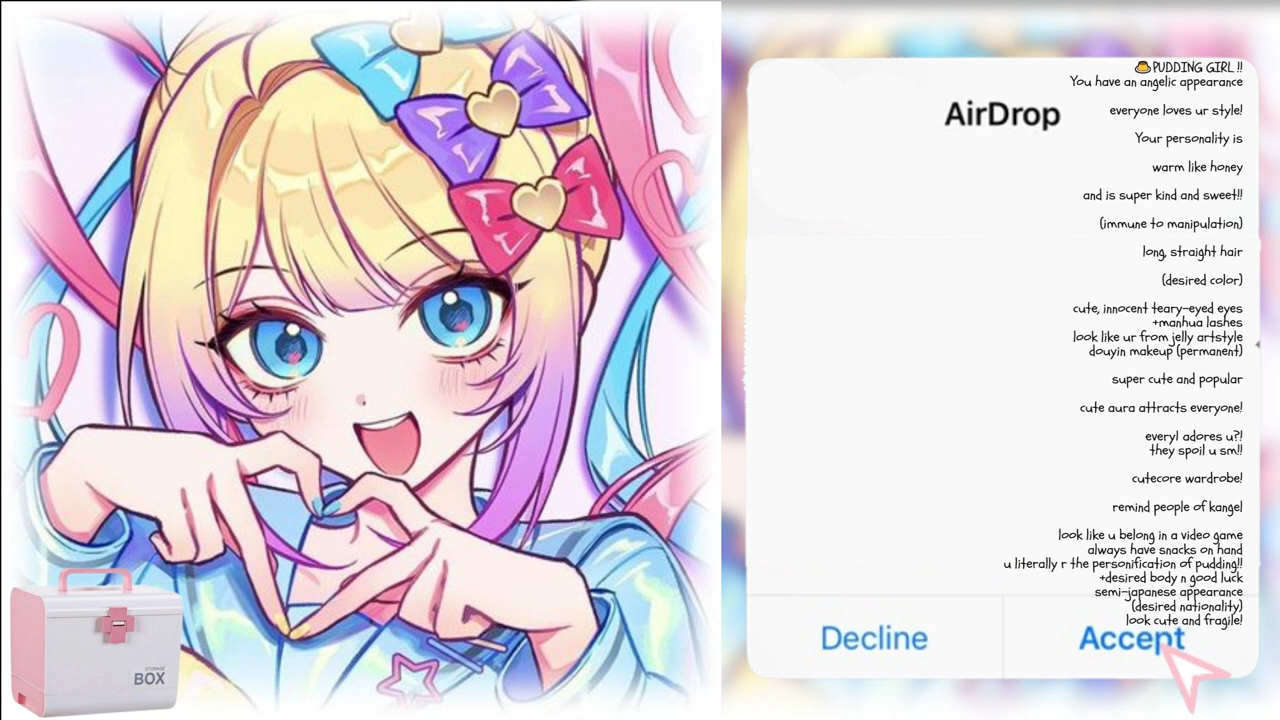 🍮PUDDING GIRL !!
You have an angelic appearance
AirDrop
everyone loves ur style!
Your personality is
warm like honey
and is super kind and sweet!!
(immune to manipulation)
long, straight hair
(desired color)
cute, innocent teary-eyed eyes
+manhua lashes
look like ur from jelly artstyle
douyin makeup (permanent)
super cute and popular
cute aura attracts everyone!
every1 adores u?!
they spoil u sm!!
cutecore wardrobe!
remind people of kangel
look like u belong in a video game
always have snacks on hand
u literally r the personification of pudding!!
+desired body n good luck
semi-japanese appearance
(desired nationality)
look cute and fragile!
Decline
Accept
STORAGE
BOX